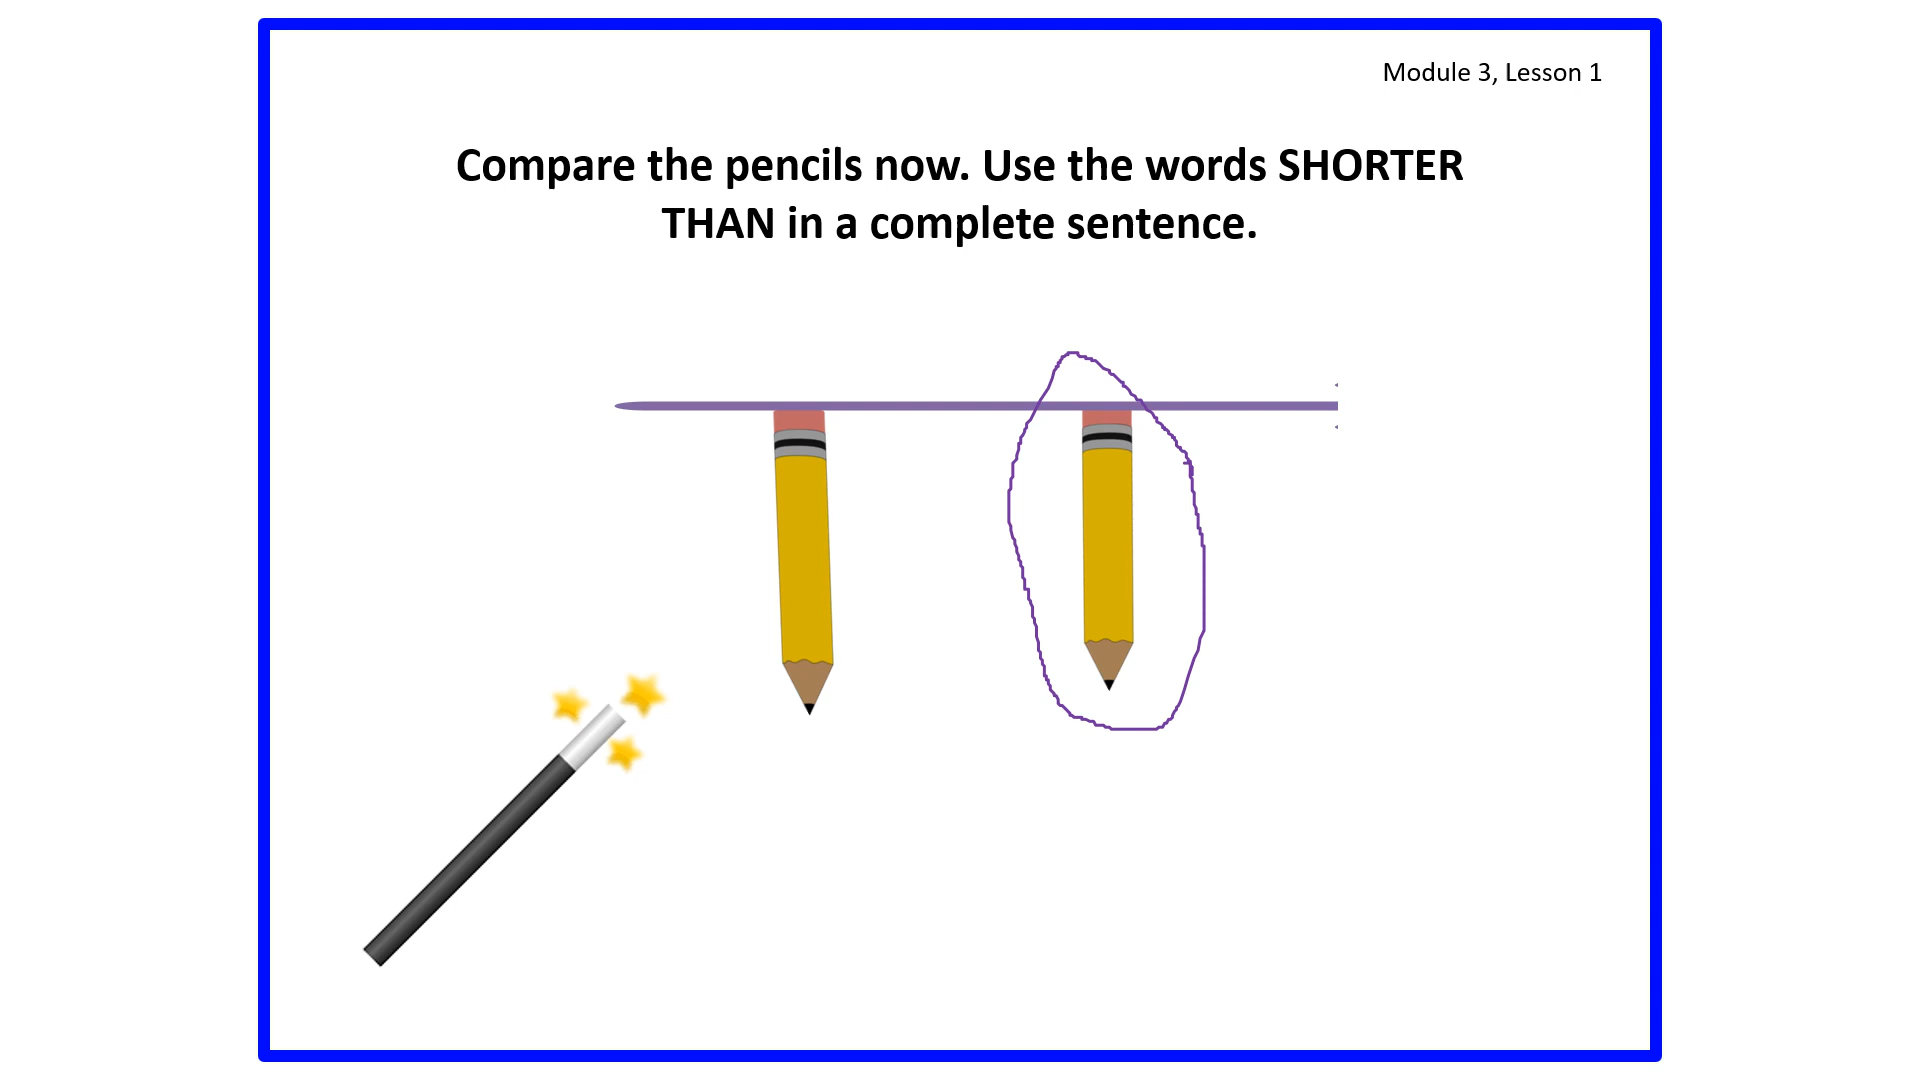 Module 3, Lesson 1
Compare the pencils now. Use the words SHORTER
THAN in a complete sentence.